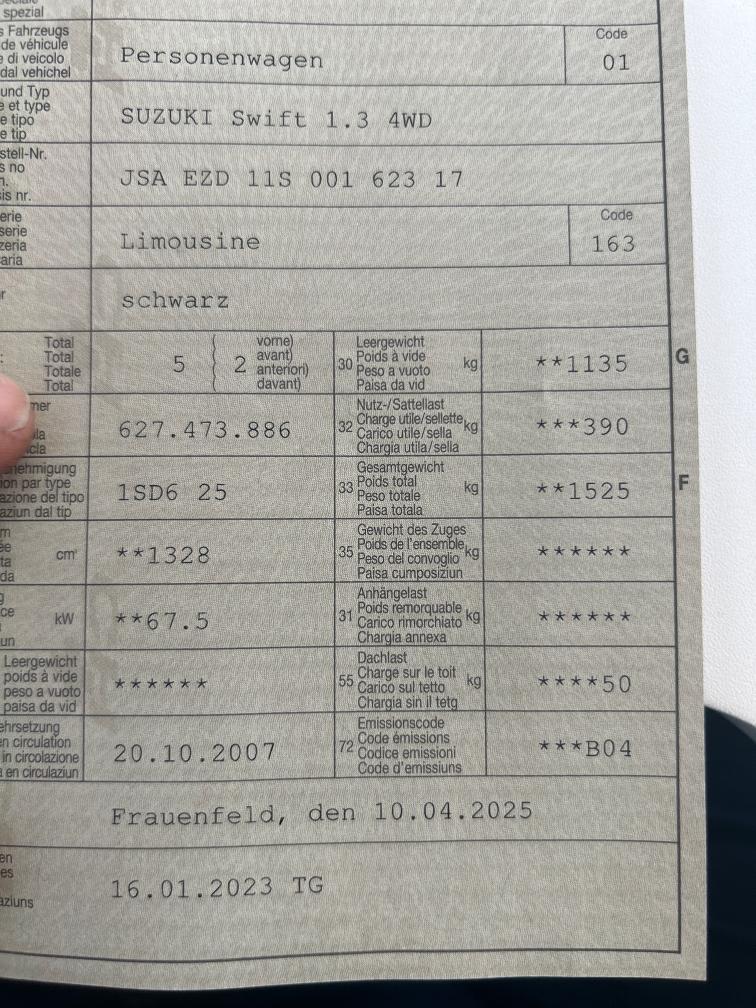 spezial
Fahrzeugs
de véhicule
di veicolo
dal vehichel
Personenwagen
Code
01
und Typ
et type
e tipo
e tip
SUZUKI Swift 1.3 4WD
stell-Nr.
s no
n.
sis nr.
JSA EZD 11S 001 623 17
erie
serie
zeria
aria
Limousine
Code
163
r
schwarz
Total
Total
Totale
Total
5
2
vorne)
avant)
anteriori)
davant)
30
Leergewicht
Poids à vide
Peso a vuoto
Paisa da vid
kg
**1135
G
mer
la
cla
627.473.886
32
Nutz-/Sattellast
Charge utile/sellette
Carico utile/sella
Chargia utila/sella
kg
***390
nehmigung
ion par type
azione del tipo
aziun dal tip
1SD6 25
33
Gesamtgewicht
Poids total
Peso totale
Paisa totala
kg
**1525
F
m
ée
ta
da
cm³
**1328
35
Gewicht des Zuges
Poids de l'ensemble
Peso del convoglio
Paisa cumposiziun
kg
******
g
ce
un
kW
**67.5
31
Anhängelast
Poids remorquable
Carico rimorchiato
Chargia annexa
kg
******
Leergewicht
poids à vide
peso a vuoto
paisa da vid
******
55
Dachlast
Charge sur le toit
Carico sul tetto
Chargia sin il tetg
kg
****50
ehrsetzung
en circulation
in circolazione
en circulaziun
20.10.2007
72
Emissionscode
Code émissions
Codice emissioni
Code d'emissiuns
***B04
Frauenfeld, den 10.04.2025
en
es
aziuns
16.01.2023 TG